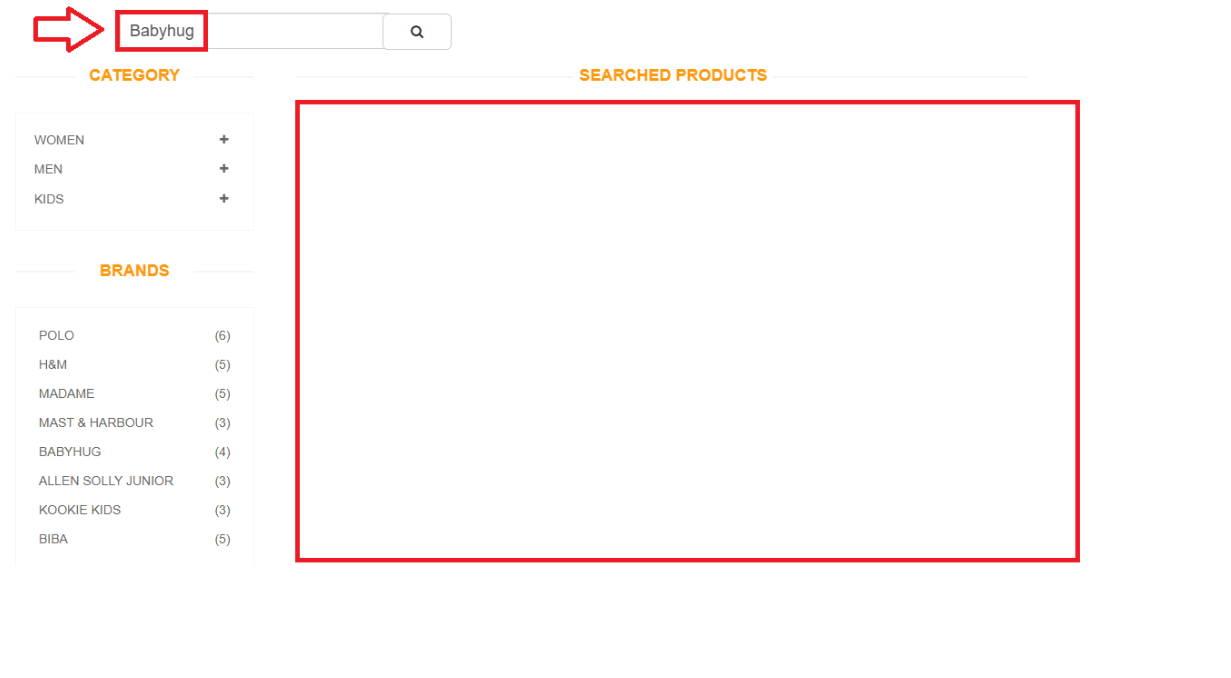 Babyhug
CATEGORY
SEARCHED PRODUCTS
WOMEN
MEN
KIDS
BRANDS
POLO (6)
H&M (5)
MADAME (5)
MAST & HARBOUR (3)
BABYHUG (4)
ALLEN SOLLY JUNIOR (3)
KOOKIE KIDS (3)
BIBA (5)